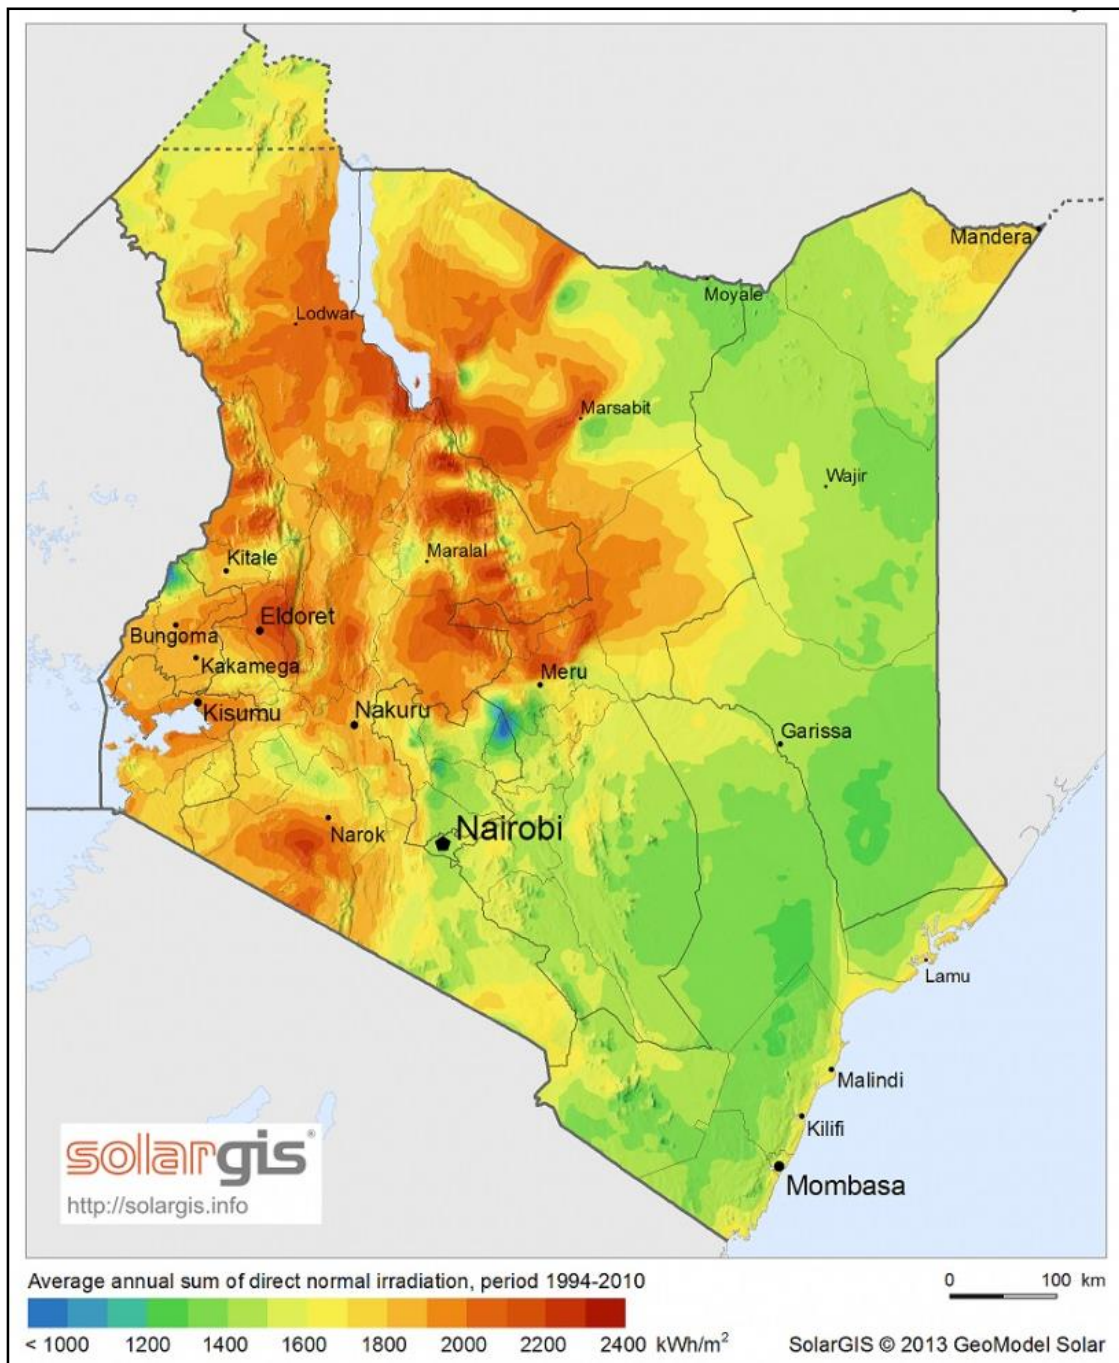 Mandera
Moyale
Lodwar
Marsabit
Wajir
Maralal
Kitale
Eldoret
Bungoma
Kakamega
Meru
Kisumu
Nakuru
Garissa
Narok
Nairobi
Lamu
Malindi
Kilifi
Mombasa
solargis®
http://solargis.info
Average annual sum of direct normal irradiation, period 1994-2010
0 100 km
< 1000 1200 1400 1600 1800 2000 2200 2400 kWh/m²
SolarGIS © 2013 GeoModel Solar